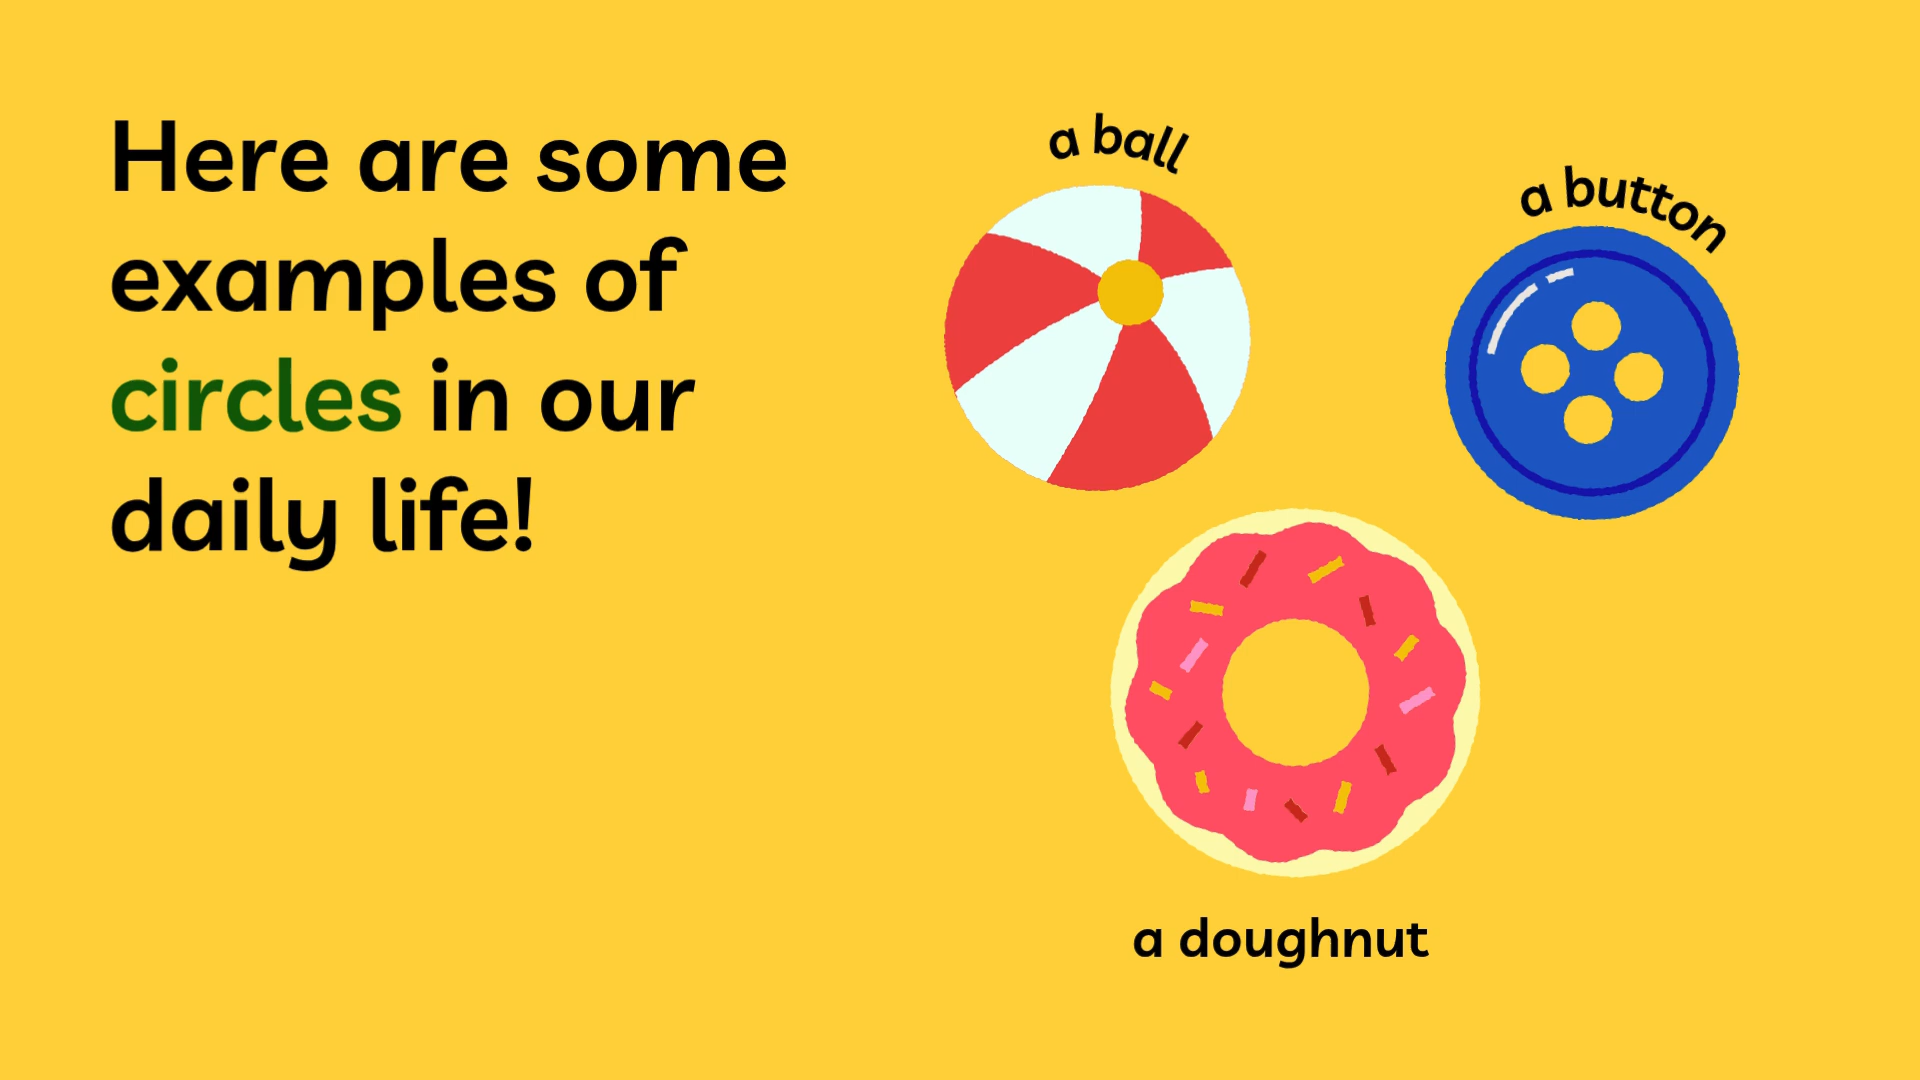 Here are some
examples of
circles in our
daily life!
a ball
a button
a doughnut